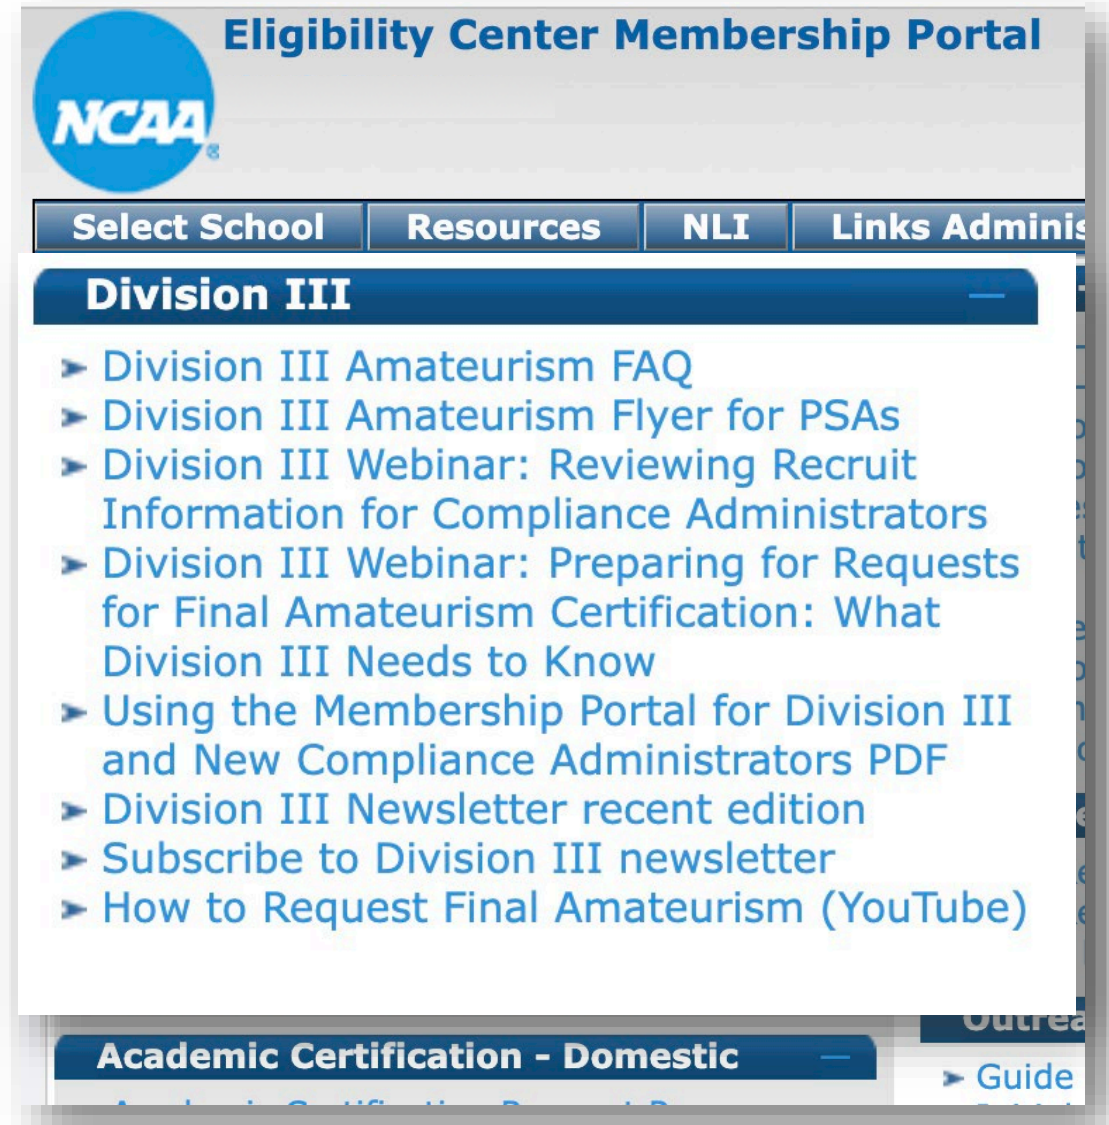 Eligibility Center Membership Portal
NCAA
®
Select School Resources NLI Links Adminis
Division III
Division III Amateurism FAQ
Division III Amateurism Flyer for PSAs
Division III Webinar: Reviewing Recruit
Information for Compliance Administrators
Division III Webinar: Preparing for Requests
for Final Amateurism Certification: What
Division III Needs to Know
Using the Membership Portal for Division III
and New Compliance Administrators PDF
Division III Newsletter recent edition
Subscribe to Division III newsletter
How to Request Final Amateurism (YouTube)
Outrea
Academic Certification - Domestic
Guide